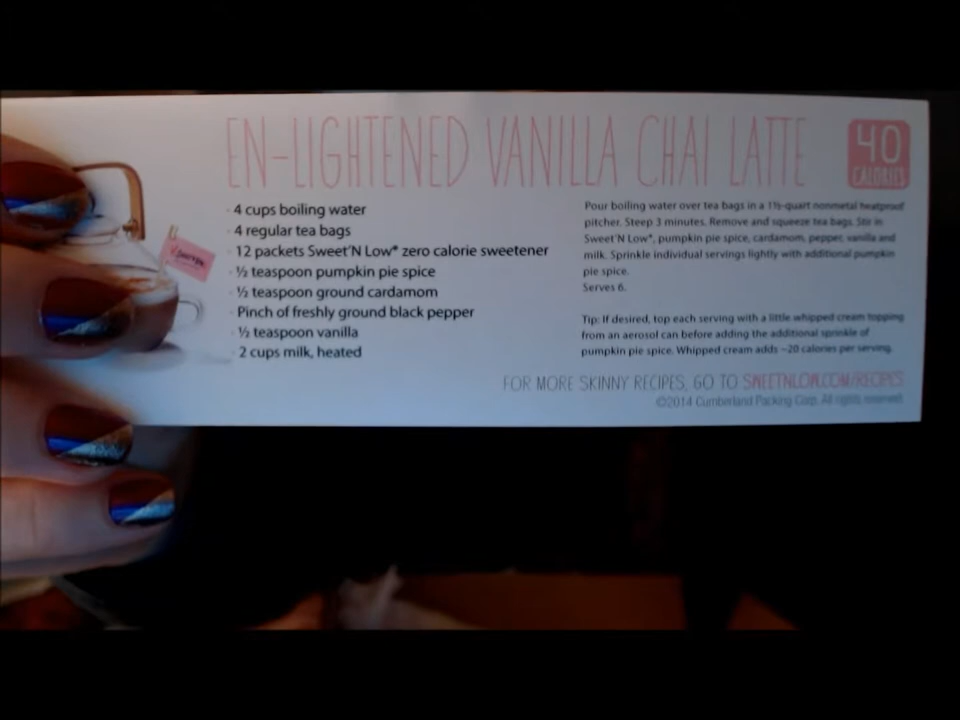 EN-LIGHTENED VANILLA CHAI LATTE
40
CALORIES
4 cups boiling water
4 regular tea bags
12 packets Sweet'N Low® zero calorie sweetener
½ teaspoon pumpkin pie spice
½ teaspoon ground cardamom
Pinch of freshly ground black pepper
½ teaspoon vanilla
2 cups milk, heated
Pour boiling water over tea bags in a 1½-quart nonmetal heatproof
pitcher. Steep 3 minutes. Remove and squeeze tea bags. Stir in
Sweet'N Low®, pumpkin pie spice, cardamom, pepper, vanilla and
milk. Sprinkle individual servings lightly with additional pumpkin
pie spice.
Serves 6.
Tip: If desired, top each serving with a little whipped cream topping
from an aerosol can before adding the additional sprinkle of
pumpkin pie spice. Whipped cream adds ~20 calories per serving.
FOR MORE SKINNY RECIPES, GO TO SWEETNLOW.COM/RECIPES
©2014 Cumberland Packing Corp. All rights reserved.